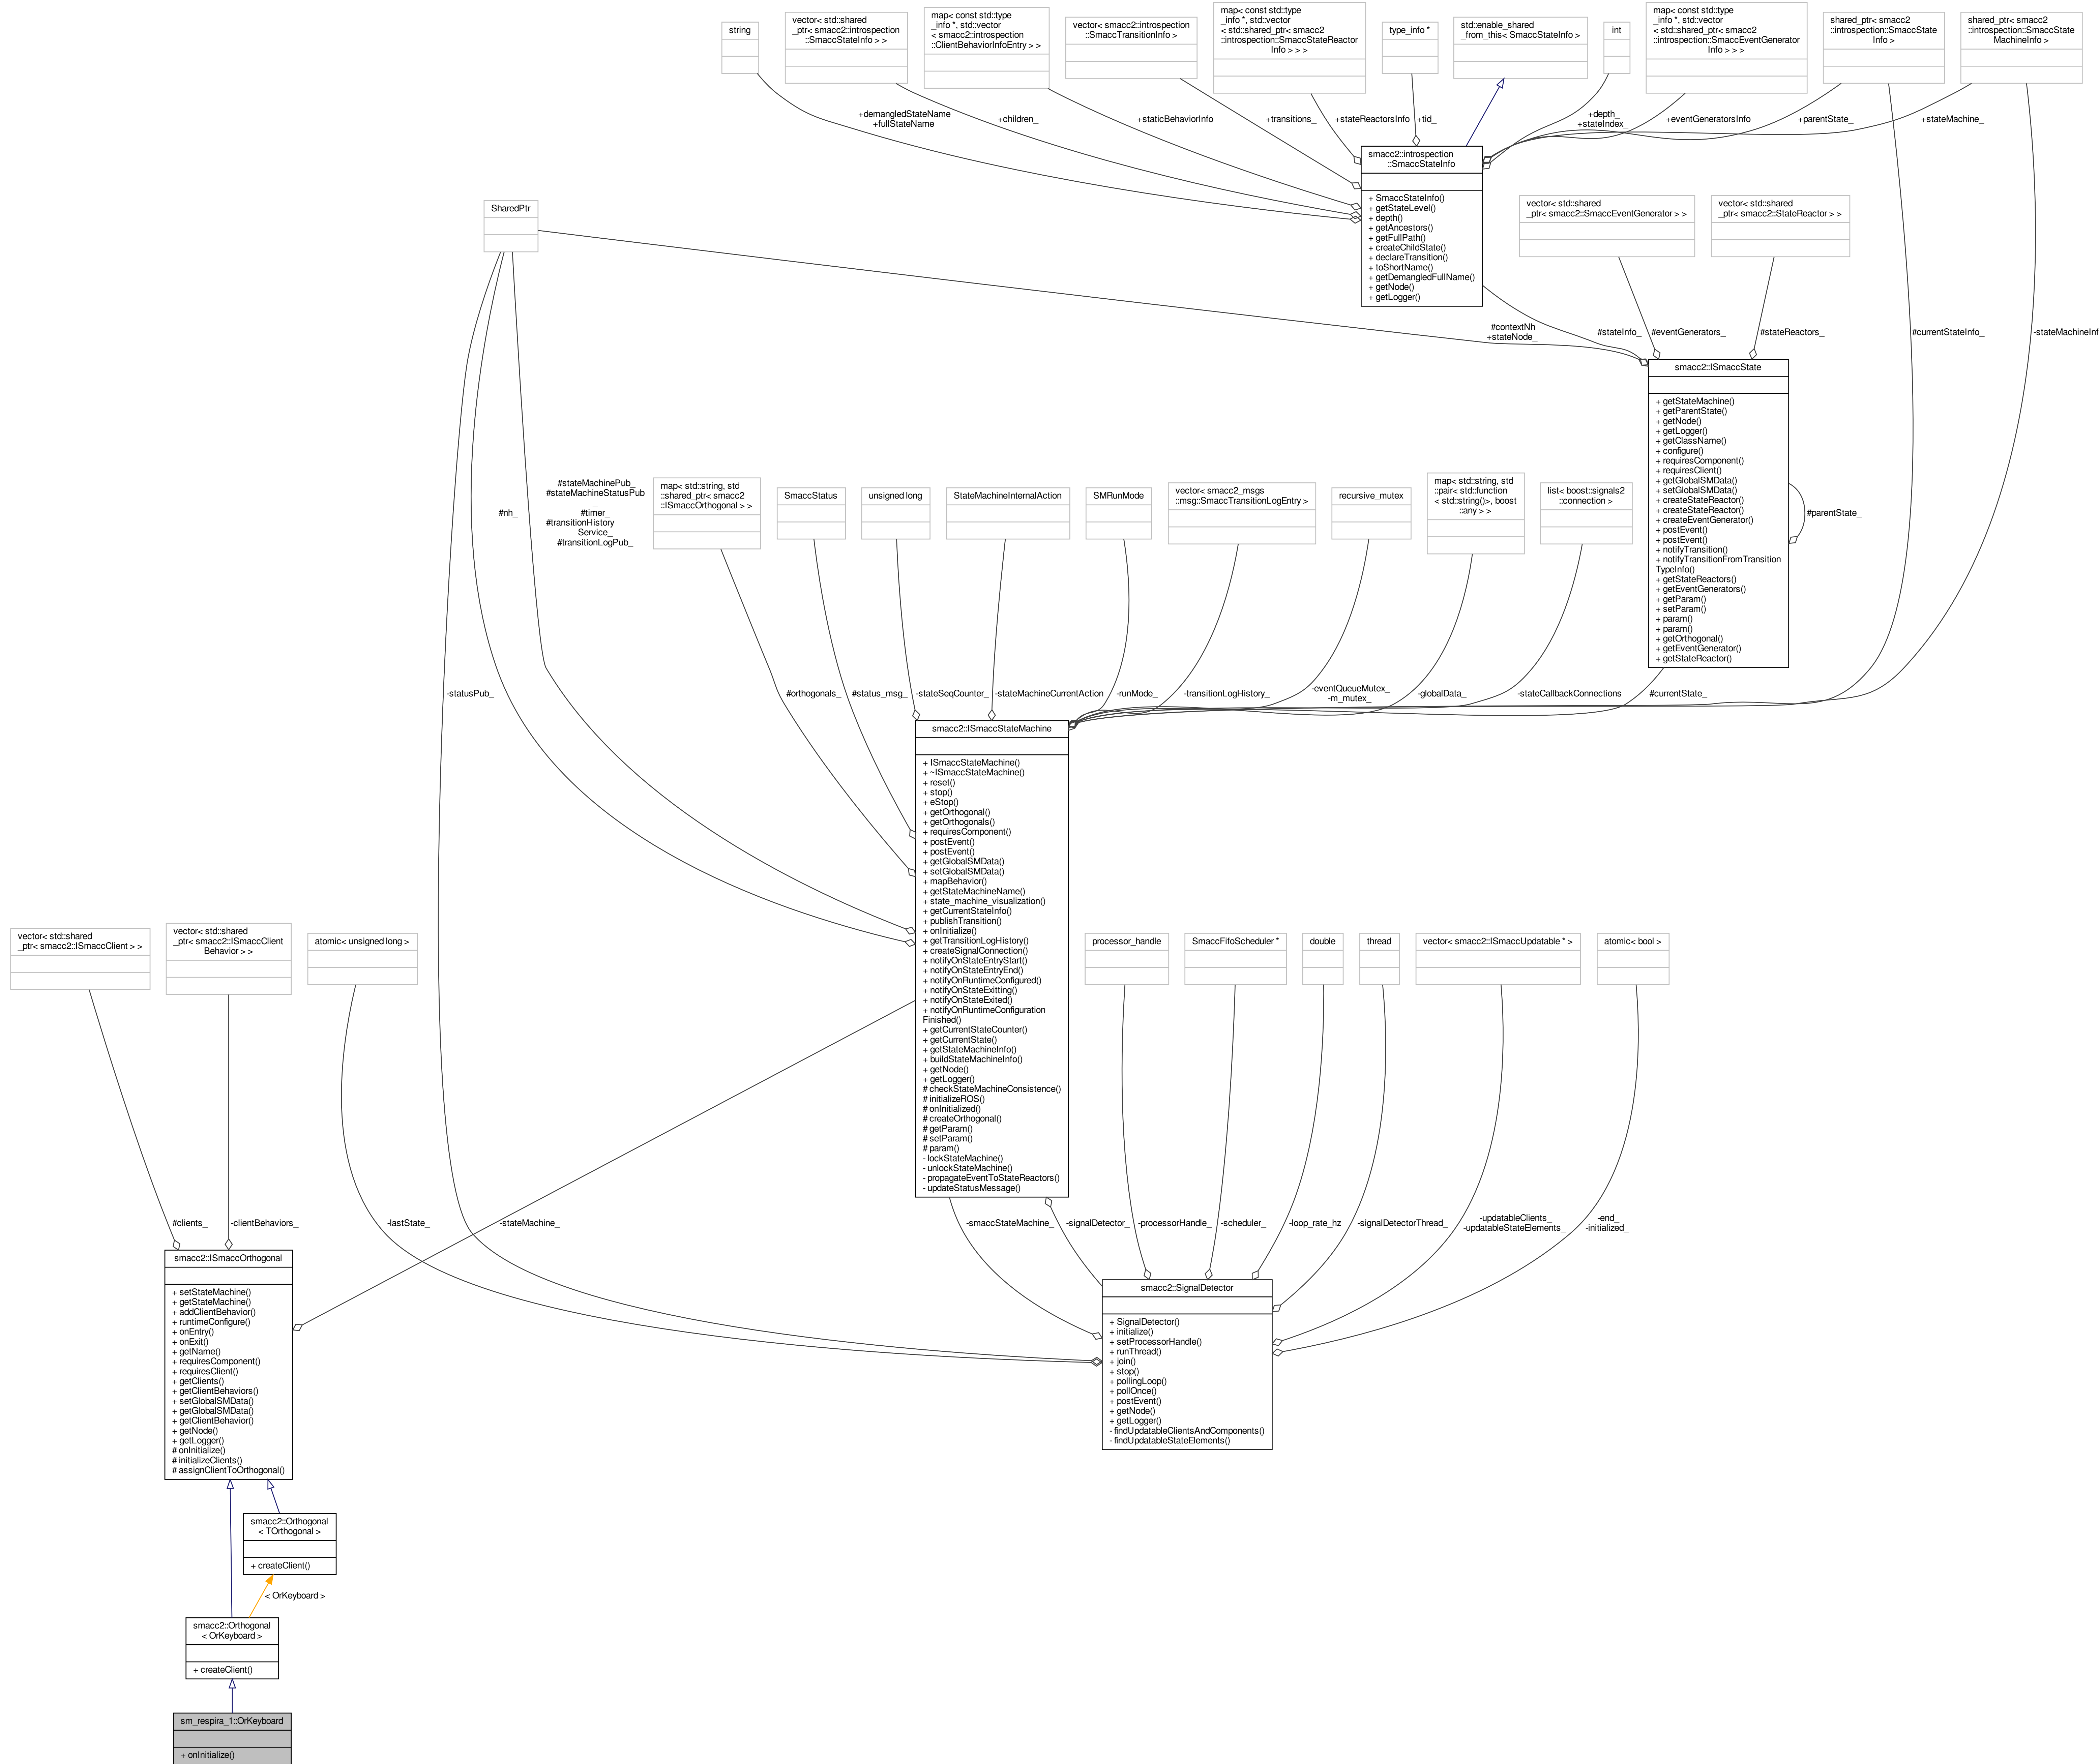 string
vector< std::shared
_ptr< smacc2::introspection
::SmaccStateInfo > >
map< const std::type
_info *, std::vector
< smacc2::introspection
::ClientBehaviorInfoEntry > >
vector< smacc2::introspection
::SmaccTransitionInfo >
map< const std::type
_info *, std::vector
< std::shared_ptr< smacc2
::introspection::SmaccStateReactor
Info > > >
type_info *
std::enable_shared
_from_this< SmaccStateInfo >
int
map< const std::type
_info *, std::vector
< std::shared_ptr< smacc2
::introspection::SmaccEventGenerator
Info > > >
shared_ptr< smacc2
::introspection::SmaccState
Info >
shared_ptr< smacc2
::introspection::SmaccState
MachineInfo >
+demangledStateName
+fullStateName
+children_
+staticBehaviorInfo
+transitions_
+stateReactorsInfo
+tid_
+depth_
+stateIndex_
+eventGeneratorsInfo
+parentState_
+stateMachine_
smacc2::introspection
::SmaccStateInfo
+ SmaccStateInfo()
+ getStateLevel()
+ depth()
+ getAncestors()
+ getFullPath()
+ createChildState()
+ declareTransition()
+ toShortName()
+ getDemangledFullName()
+ getNode()
+ getLogger()
SharedPtr
vector< std::shared
_ptr< smacc2::SmaccEventGenerator > >
vector< std::shared
_ptr< smacc2::StateReactor > >
#contextNh
+stateNode_
#stateInfo_
#eventGenerators_
#stateReactors_
#currentStateInfo_
-stateMachineInf
smacc2::ISmaccState
+ getStateMachine()
+ getParentState()
+ getNode()
+ getLogger()
+ getClassName()
+ configure()
+ requiresComponent()
+ requiresClient()
+ getGlobalSMData()
+ setGlobalSMData()
+ createStateReactor()
+ createStateReactor()
+ createEventGenerator()
+ postEvent()
+ postEvent()
+ notifyTransition()
+ notifyTransitionFromTransition
TypeInfo()
+ getStateReactors()
+ getEventGenerators()
+ getParam()
+ setParam()
+ param()
+ param()
+ getOrthogonal()
+ getEventGenerator()
+ getStateReactor()
#parentState_
#nh_
#stateMachinePub_
#stateMachineStatusPub
_
#timer_
#transitionHistory
Service_
#transitionLogPub_
map< std::string, std
::shared_ptr< smacc2
::ISmaccOrthogonal > >
SmaccStatus
unsigned long
StateMachineInternalAction
SMRunMode
vector< smacc2_msgs
::msg::SmaccTransitionLogEntry >
recursive_mutex
map< std::string, std
::pair< std::function
< std::string()>, boost
::any > >
list< boost::signals2
::connection >
-statusPub_
#orthogonals_
#status_msg_
-stateSeqCounter_
-stateMachineCurrentAction
-runMode_
-transitionLogHistory_
-eventQueueMutex_
-m_mutex_
-globalData_
-stateCallbackConnections
#currentState_
smacc2::ISmaccStateMachine
+ ISmaccStateMachine()
+ ~ISmaccStateMachine()
+ reset()
+ stop()
+ eStop()
+ getOrthogonal()
+ getOrthogonals()
+ requiresComponent()
+ postEvent()
+ postEvent()
+ getGlobalSMData()
+ setGlobalSMData()
+ mapBehavior()
+ getStateMachineName()
+ state_machine_visualization()
+ getCurrentStateInfo()
+ publishTransition()
+ onInitialize()
+ getTransitionLogHistory()
+ createSignalConnection()
+ notifyOnStateEntryStart()
+ notifyOnStateEntryEnd()
+ notifyOnRuntimeConfigured()
+ notifyOnStateExitting()
+ notifyOnStateExited()
+ notifyOnRuntimeConfiguration
Finished()
+ getCurrentStateCounter()
+ getCurrentState()
+ getStateMachineInfo()
+ buildStateMachineInfo()
+ getNode()
+ getLogger()
# checkStateMachineConsistence()
# initializeROS()
# onInitialized()
# createOrthogonal()
# getParam()
# setParam()
# param()
- lockStateMachine()
- unlockStateMachine()
- propagateEventToStateReactors()
- updateStatusMessage()
vector< std::shared
_ptr< smacc2::ISmaccClient > >
vector< std::shared
_ptr< smacc2::ISmaccClient
Behavior > >
atomic< unsigned long >
processor_handle
SmaccFifoScheduler *
double
thread
vector< smacc2::ISmaccUpdatable * >
atomic< bool >
#clients_
-clientBehaviors_
-lastState_
-stateMachine_
-smaccStateMachine_
-signalDetector_
-processorHandle_
-scheduler_
-loop_rate_hz
-signalDetectorThread_
-updatableClients_
-updatableStateElements_
-end_
-initialized_
smacc2::ISmaccOrthogonal
+ setStateMachine()
+ getStateMachine()
+ addClientBehavior()
+ runtimeConfigure()
+ onEntry()
+ onExit()
+ getName()
+ requiresComponent()
+ requiresClient()
+ getClients()
+ getClientBehaviors()
+ setGlobalSMData()
+ getGlobalSMData()
+ getClientBehavior()
+ getNode()
+ getLogger()
# onInitialize()
# initializeClients()
# assignClientToOrthogonal()
smacc2::SignalDetector
+ SignalDetector()
+ initialize()
+ setProcessorHandle()
+ runThread()
+ join()
+ stop()
+ pollingLoop()
+ pollOnce()
+ postEvent()
+ getNode()
+ getLogger()
- findUpdatableClientsAndComponents()
- findUpdatableStateElements()
smacc2::Orthogonal
< TOrthogonal >
+ createClient()
< OrKeyboard >
smacc2::Orthogonal
< OrKeyboard >
+ createClient()
sm_respira_1::OrKeyboard
+ onInitialize()